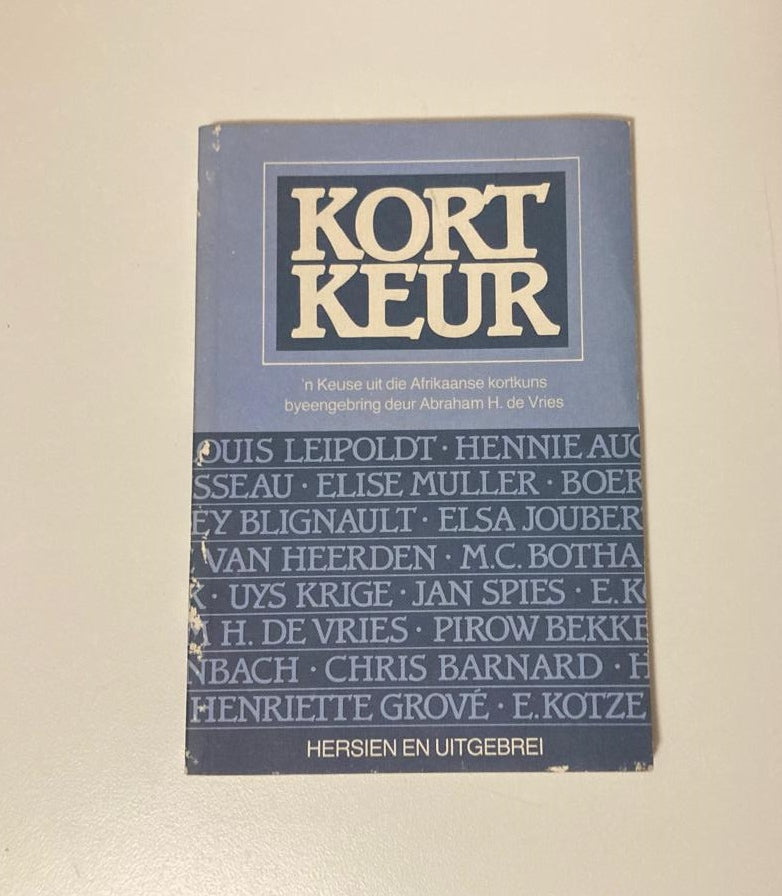 KORT
KEUR
'n Keuse uit die Afrikaanse kortkuns
byeengebring deur Abraham H. de Vries
OUIS LEIPOLDT · HENNIE AUC
SSEAU · ELISE MULLER · BOER
EY BLIGNAULT · ELSA JOUBER
VAN HEERDEN · M.C. BOTHA
K · UYS KRIGE · JAN SPIES · E.K
H. DE VRIES · PIROW BEKKE
NBACH · CHRIS BARNARD · H
HENRIETTE GROVÉ · E. KOTZE
HERSIEN EN UITGEBREI